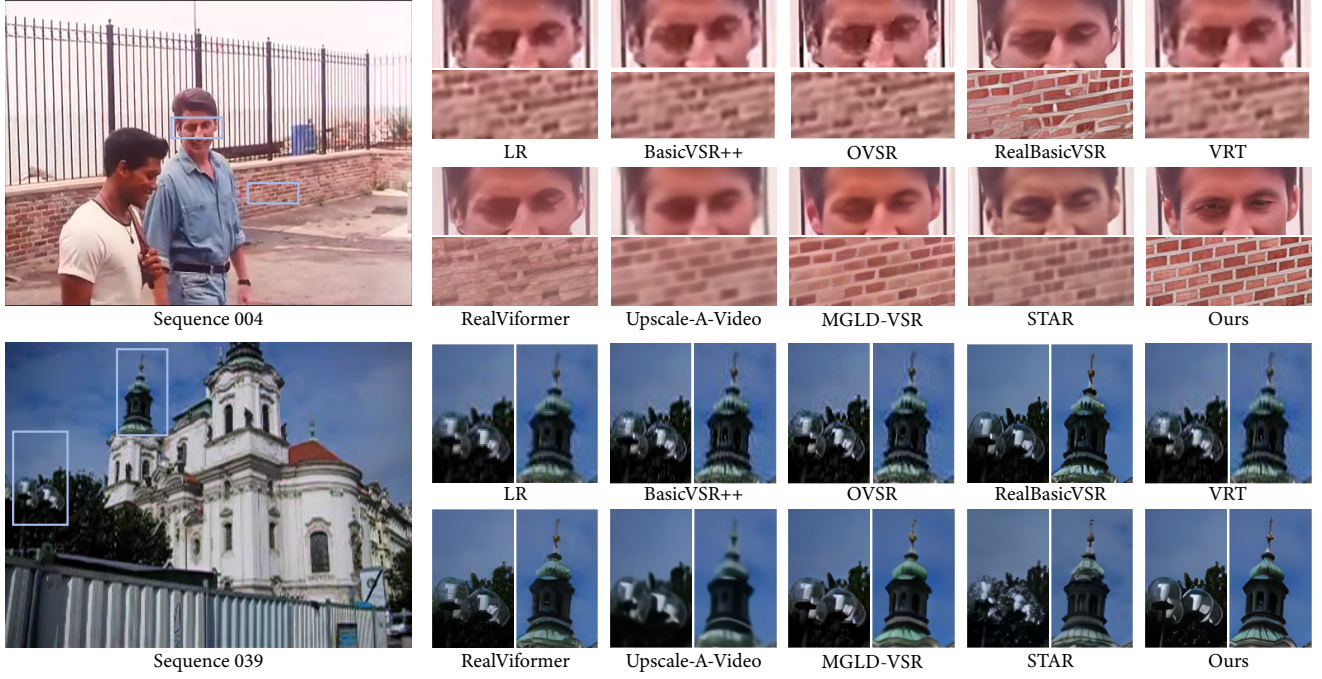 LR BasicVSR++ OVSR RealBasicVSR VRT
RealViformer Upscale-A-Video MGLD-VSR STAR Ours
Sequence 004
LR BasicVSR++ OVSR RealBasicVSR VRT
RealViformer Upscale-A-Video MGLD-VSR STAR Ours
Sequence 039